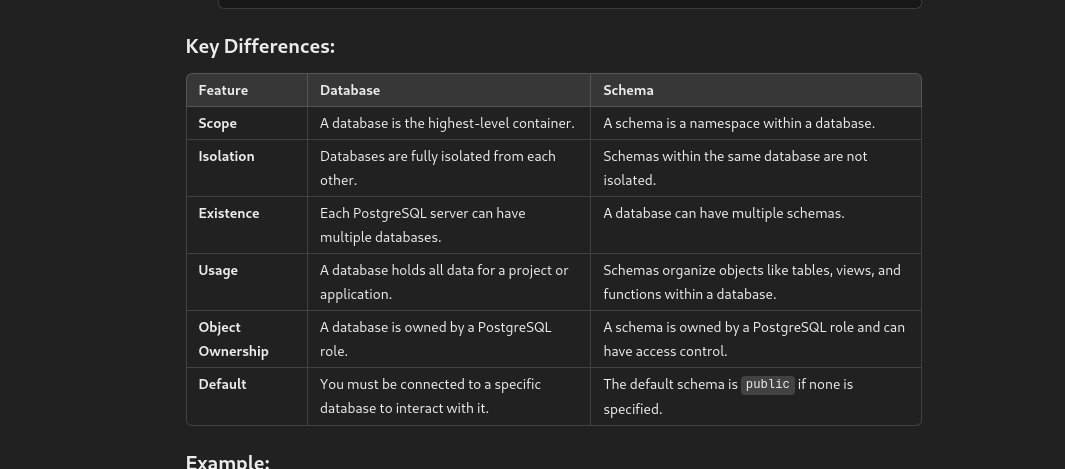 Key Differences:
Feature Database Schema
Scope A database is the highest-level container. A schema is a namespace within a database.
Isolation Databases are fully isolated from each Schemas within the same database are not
other. isolated.
Existence Each PostgreSQL server can have A database can have multiple schemas.
multiple databases.
Usage A database holds all data for a project or Schemas organize objects like tables, views, and
application. functions within a database.
Object A database is owned by a PostgreSQL A schema is owned by a PostgreSQL role and can
Ownership role. have access control.
Default You must be connected to a specific The default schema is public if none is
database to interact with it. specified.
Example: